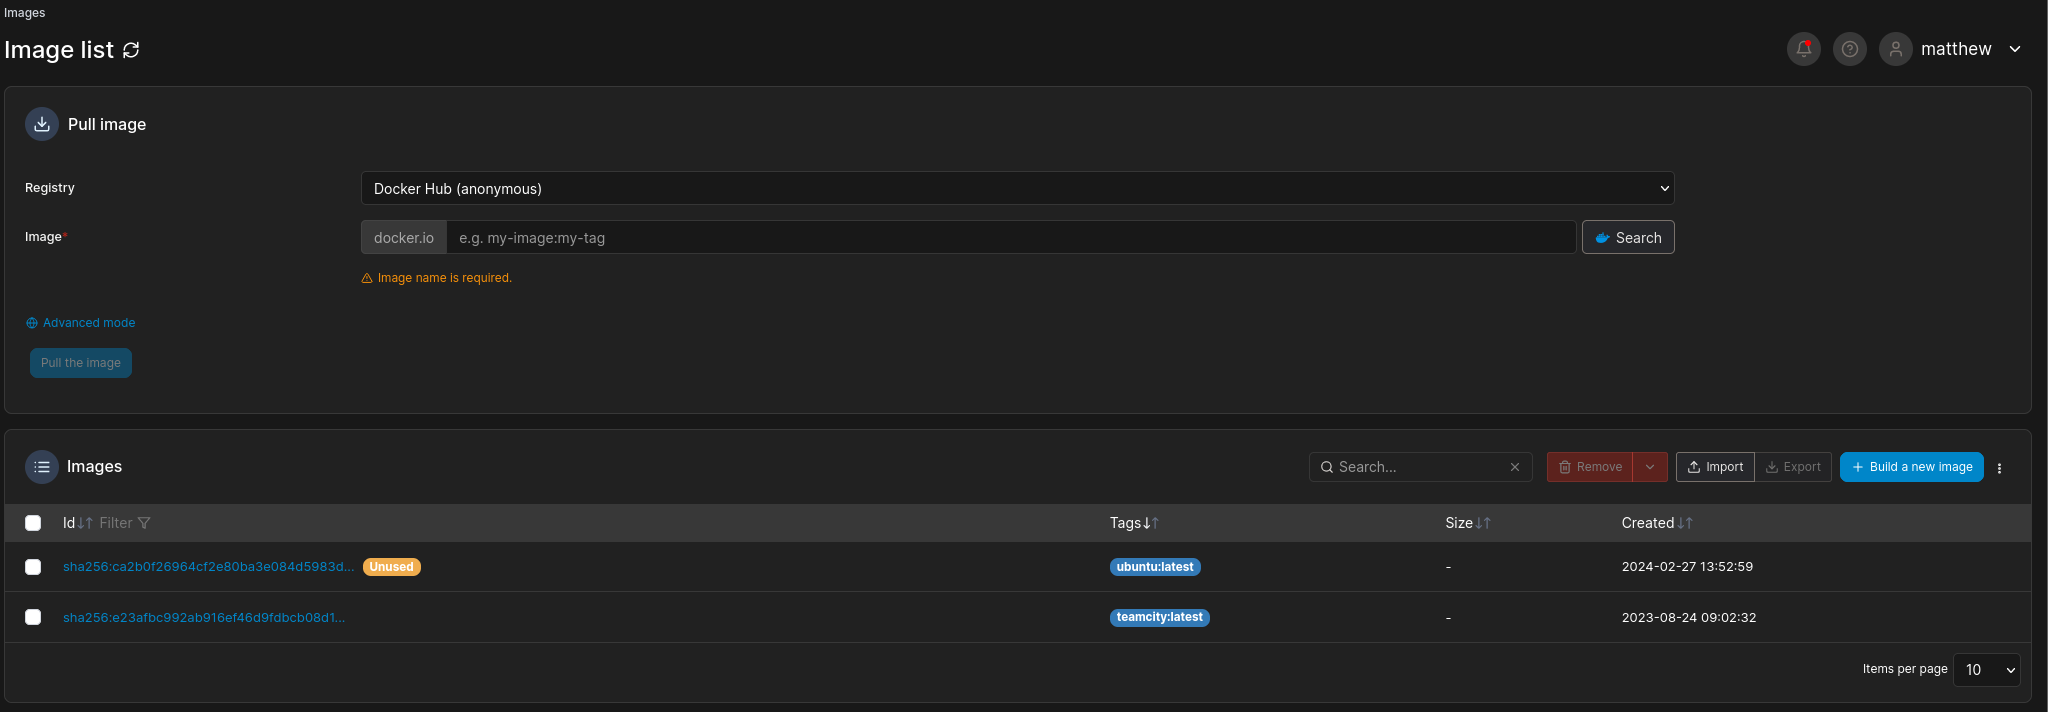 Images
Image list
matthew
Pull image
Registry
Docker Hub (anonymous)
Image*
docker.io
e.g. my-image:my-tag
Search
Image name is required.
Advanced mode
Pull the image
Images
Search...
Remove
Import
Export
Build a new image
Id Filter Tags Size Created
sha256:ca2b0f26964cf2e80ba3e084d5983d... Unused ubuntu:latest - 2024-02-27 13:52:59
sha256:e23afbc992ab916ef46d9fdbcb08d1... teamcity:latest - 2023-08-24 09:02:32
Items per page 10